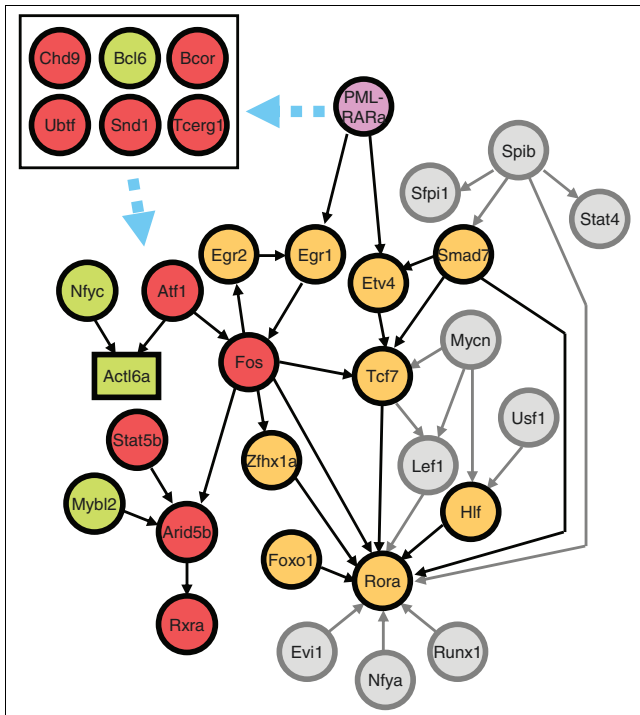 Chd9
Bcl6
Bcor
Ubtf
Snd1
Tcerg1
PML-
RARa
Spib
Sfpi1
Stat4
Egr2
Egr1
Smad7
Etv4
Nfyc
Atf1
Mycn
Fos
Tcf7
Actl6a
Usf1
Stat5b
Zfhx1a
Lef1
Mybl2
Arid5b
Hlf
Foxo1
Rora
Rxra
Evi1
Runx1
Nfya